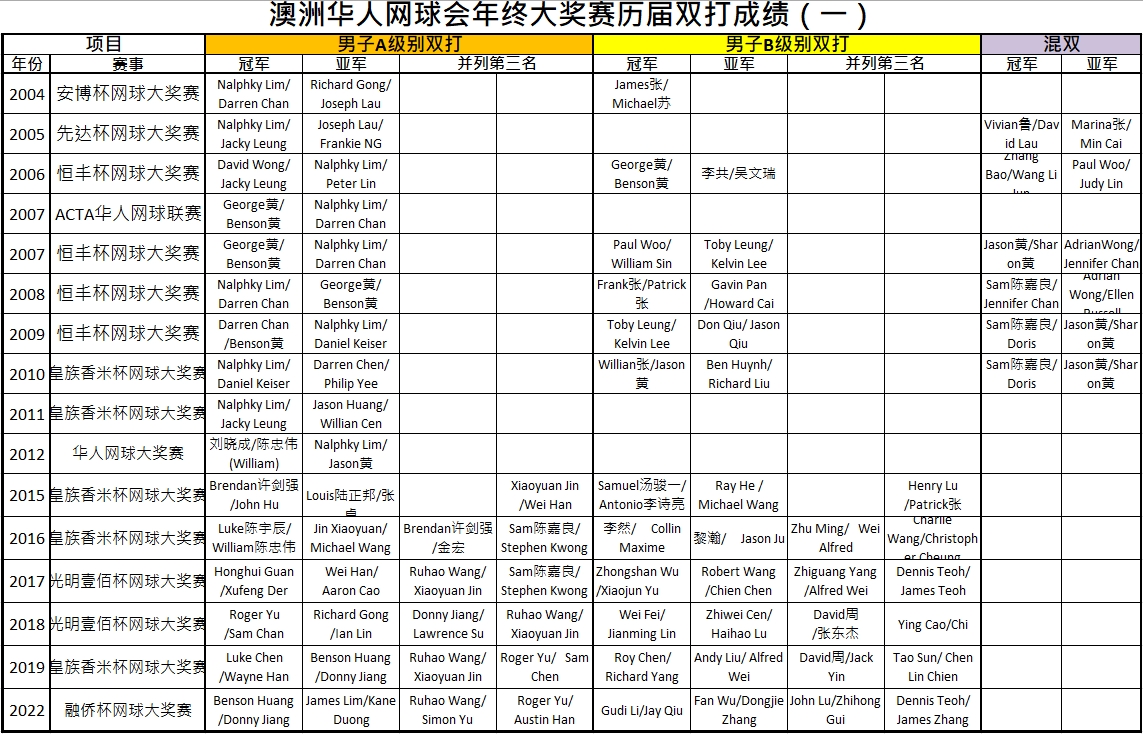 澳洲华人网球会年终大奖赛历届双打成绩（一）
项目 男子A级别双打 男子B级别双打 混双
年份 赛事 冠军 亚军 并列第三名 冠军 亚军 并列第三名 冠军 亚军
2004 安博杯网球大奖赛 Nalphky Lim/ Darren Chan Richard Gong/ Joseph Lau James张/ Michael苏
2005 先达杯网球大奖赛 Nalphky Lim/ Jacky Leung Joseph Lau/ Frankie NG Vivian鲁/David Lau Marina张/ Min Cai
2006 恒丰杯网球大奖赛 David Wong/ Jacky Leung Nalphky Lim/ Peter Lin George黄/ Benson黄 李共/吴文瑞 Zhang Bao/Wang Li Jun Paul Woo/ Judy Lin
2007 ACTA华人网球联赛 George黄/ Benson黄 Nalphky Lim/ Darren Chan
2007 恒丰杯网球大奖赛 George黄/ Benson黄 Nalphky Lim/ Darren Chan Paul Woo/ William Sin Toby Leung/ Kelvin Lee Jason黄/Sharon黄 AdrianWong/ Jennifer Chan
2008 恒丰杯网球大奖赛 Nalphky Lim/ Darren Chan George黄/ Benson黄 Frank张/Patrick张 Gavin Pan /Howard Cai Sam陈嘉良/ Jennifer Chan Adrian Wong/Ellen Russell
2009 恒丰杯网球大奖赛 Darren Chan /Benson黄 Nalphky Lim/ Daniel Keiser Toby Leung/ Kelvin Lee Don Qiu/ Jason Qiu Sam陈嘉良/ Doris Jason黄/Sharon黄
2010 皇族香米杯网球大奖赛 Nalphky Lim/ Daniel Keiser Darren Chen/ Philip Yee Willian张/Jason黄 Ben Huynh/ Richard Liu Sam陈嘉良/ Doris Jason黄/Sharon黄
2011 皇族香米杯网球大奖赛 Nalphky Lim/ Jacky Leung Jason Huang/ Willian Cen
2012 华人网球大奖赛 刘晓成/陈忠伟(William) Nalphky Lim/ Jason黄
2015 皇族香米杯网球大奖赛 Brendan许剑强/John Hu Louis陆正邦/张 Xiaoyuan Jin /Wei Han Samuel汤骏一/ Antonio李诗亮 Ray He / Michael Wang Henry Lu /Patrick张
2016 皇族香米杯网球大奖赛 Luke陈宇辰/ William陈忠伟 Jin Xiaoyuan/ Michael Wang Brendan许剑强/金宏 Sam陈嘉良/ Stephen Kwong 李然/ Collin Maxime 黎瀚/ Jason Ju Zhu Ming/ Wei Alfred Charlie Wang/Christopher Cheung
2017 光明壹佰杯网球大奖赛 Honghui Guan /Xufeng Der Wei Han/ Aaron Cao Ruhao Wang/ Xiaoyuan Jin Sam陈嘉良/ Stephen Kwong Zhongshan Wu /Xiaojun Yu Robert Wang /Chien Chen Zhiguang Yang /Alfred Wei Dennis Teoh/ James Teoh
2018 光明壹佰杯网球大奖赛 Roger Yu /Sam Chan Richard Gong /Ian Lin Donny Jiang/ Lawrence Su Ruhao Wang/ Xiaoyuan Jin Wei Fei/ Jianming Lin Zhiwei Cen/ Haihao Lu David周 /张东杰 Ying Cao/Chi
2019 皇族香米杯网球大奖赛 Luke Chen /Wayne Han Benson Huang /Donny Jiang Ruhao Wang/ Xiaoyuan Jin Roger Yu/ Sam Chen Roy Chen/ Richard Yang Andy Liu/ Alfred Wei David周/Jack Yin Tao Sun/ Chen Lin Chien
2022 融侨杯网球大奖赛 Benson Huang /Donny Jiang James Lim/Kane Duong Ruhao Wang/ Simon Yu Roger Yu/ Austin Han Gudi Li/Jay Qiu Fan Wu/Dongjie Zhang John Lu/Zhihong Gui Dennis Teoh/ James Zhang